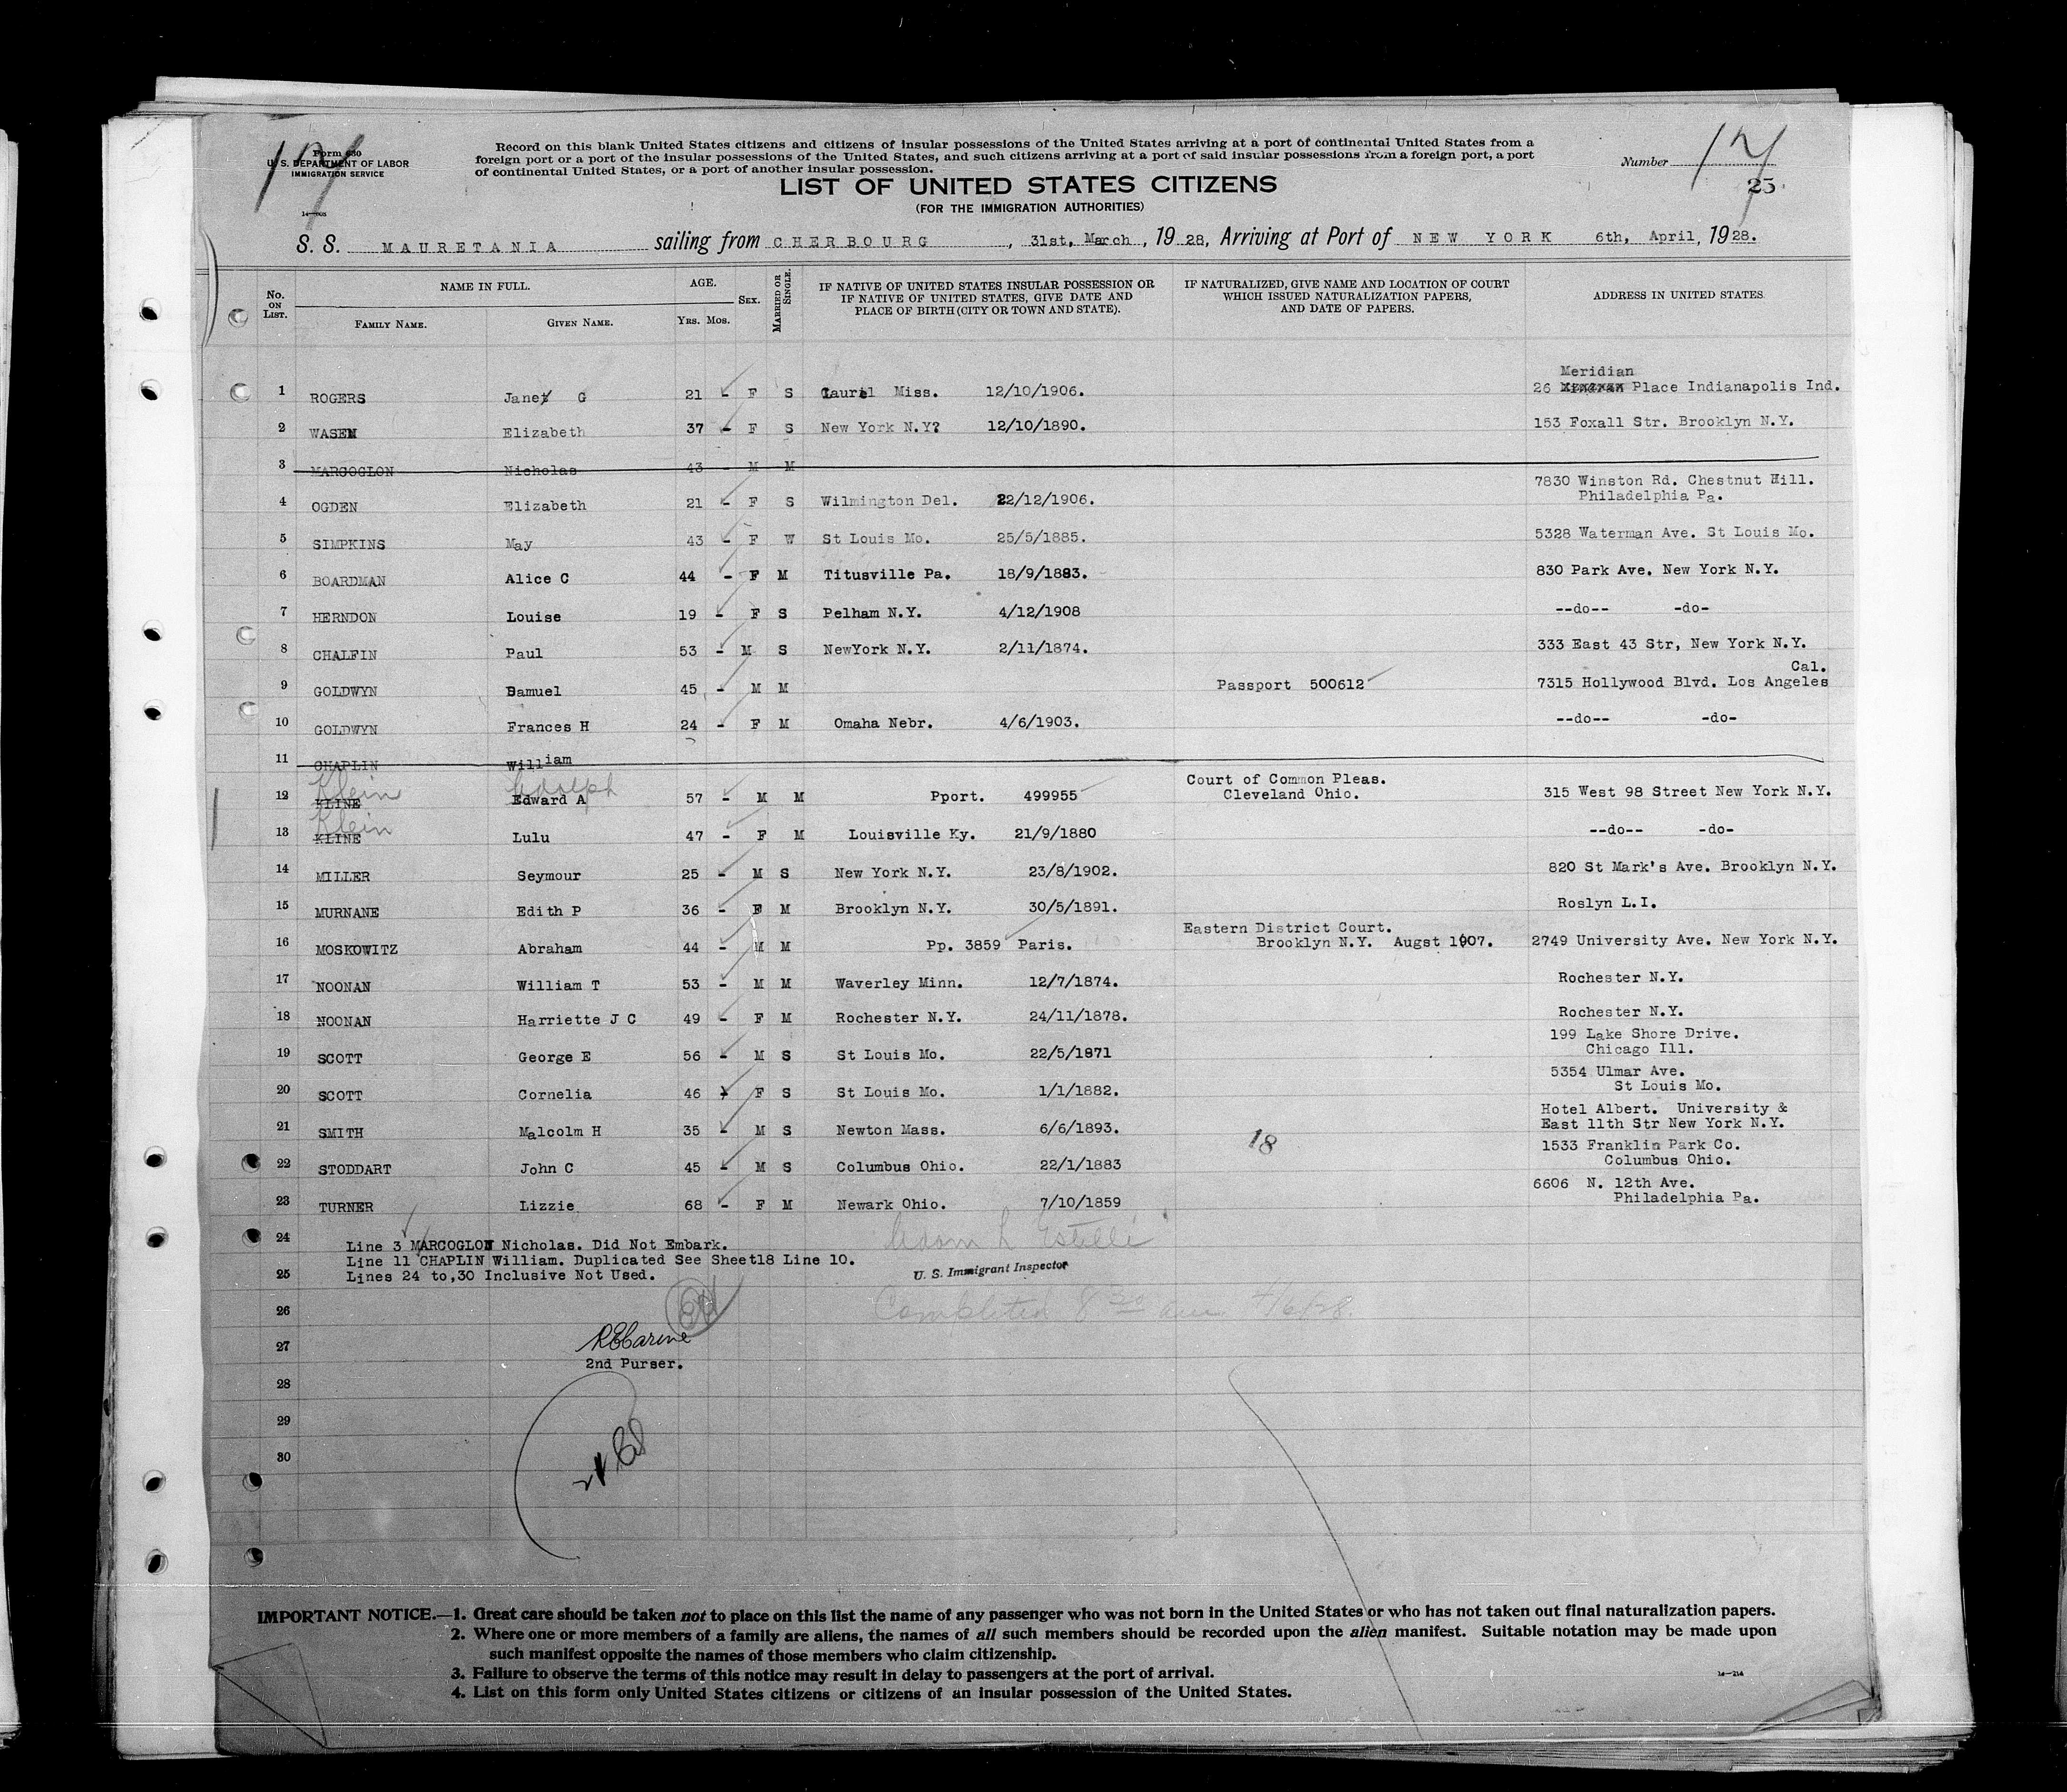 17
Form 630
U. S. DEPARTMENT OF LABOR
IMMIGRATION SERVICE
Record on this blank United States citizens and citizens of insular possessions of the United States arriving at a port of continental United States from a
foreign port or a port of the insular possessions of the United States, and such citizens arriving at a port of said insular possessions from a foreign port, a port
of continental United States, or a port of another insular possession.
Number 17
25.
LIST OF UNITED STATES CITIZENS
(FOR THE IMMIGRATION AUTHORITIES)
S. S. MAURETANIA sailing from CHERBOURG, 31st, March, 1928, Arriving at Port of NEW YORK 6th, April, 1928.
No. ON LIST. NAME IN FULL. AGE. SEX. MARRIED OR SINGLE. IF NATIVE OF UNITED STATES INSULAR POSSESSION OR IF NATIVE OF UNITED STATES, GIVE DATE AND PLACE OF BIRTH (CITY OR TOWN AND STATE). IF NATURALIZED, GIVE NAME AND LOCATION OF COURT WHICH ISSUED NATURALIZATION PAPERS, AND DATE OF PAPERS. ADDRESS IN UNITED STATES
FAMILY NAME. GIVEN NAME. YRS. MOS.
Meridian
1 ROGERS Janet G 21 - F S Laurel Miss. 12/10/1906. 26 Place Indianapolis Ind.
2 WASEM Elizabeth 37 - F S New York N.Y? 12/10/1890. 153 Foxall Str. Brooklyn N.Y.
3 MARCOGLON Nicholas 43 - M M
7830 Winston Rd. Chestnut Hill.
4 OGDEN Elizabeth 21 - F S Wilmington Del. 22/12/1906. Philadelphia Pa.
5 SIMPKINS May 43 - F W St Louis Mo. 25/5/1885. 5328 Waterman Ave. St Louis Mo.
6 BOARDMAN Alice C 44 - F M Titusville Pa. 18/9/1883. 830 Park Ave. New York N.Y.
7 HERNDON Louise 19 - F S Pelham N.Y. 4/12/1908 --do-- -do-
8 CHALFIN Paul 53 - M S NewYork N.Y. 2/11/1874. 333 East 43 Str, New York N.Y.
Cal.
9 GOLDWYN Samuel 45 - M M Passport 500612 7315 Hollywood Blvd. Los Angeles
10 GOLDWYN Frances H 24 - F M Omaha Nebr. 4/6/1903. --do-- -do-
11 CHAPLIN William
Klein Adolph Court of Common Pleas.
12 KLINE Edward A 57 - M M Pport. 499955 Cleveland Ohio. 315 West 98 Street New York N.Y.
Klein
13 KLINE Lulu 47 - F M Louisville Ky. 21/9/1880 --do-- -do-
14 MILLER Seymour 25 - M S New York N.Y. 23/8/1902. 820 St Mark's Ave. Brooklyn N.Y.
15 MURNANE Edith P 36 - F M Brooklyn N.Y. 30/5/1891. Roslyn L.I.
Eastern District Court.
16 MOSKOWITZ Abraham 44 - M M Pp. 3859 Paris. Brooklyn N.Y. Augst 1907. 2749 University Ave. New York N.Y.
17 NOONAN William T 53 - M M Waverley Minn. 12/7/1874. Rochester N.Y.
18 NOONAN Harriette J C 49 - F M Rochester N.Y. 24/11/1878. Rochester N.Y.
199 Lake Shore Drive.
19 SCOTT George E 56 - M S St Louis Mo. 22/5/1871 Chicago Ill.
5354 Ulmar Ave.
20 SCOTT Cornelia 46 F S St Louis Mo. 1/1/1882. St Louis Mo.
Hotel Albert. University &
21 SMITH Malcolm H 35 - M S Newton Mass. 6/6/1893. East 11th Str New York N.Y.
18
1533 Franklin Park Co.
22 STODDART John C 45 - M S Columbus Ohio. 22/1/1883 Columbus Ohio.
6606 N. 12th Ave.
23 TURNER Lizzie 68 - F M Newark Ohio. 7/10/1859 Philadelphia Pa.
24 Line 3 MARCOGLON Nicholas. Did Not Embark.
Line 11 CHAPLIN William. Duplicated See Sheet18 Line 10.
25 Lines 24 to,30 Inclusive Not Used.
U. S. Immigrant Inspector
26 Completed 8 30 am 4/6/28.
27
2nd Purser.
28
29
30
IMPORTANT NOTICE.—1. Great care should be taken not to place on this list the name of any passenger who was not born in the United States or who has not taken out final naturalization papers.
2. Where one or more members of a family are aliens, the names of all such members should be recorded upon the alien manifest. Suitable notation may be made upon
such manifest opposite the names of those members who claim citizenship.
3. Failure to observe the terms of this notice may result in delay to passengers at the port of arrival.
4. List on this form only United States citizens or citizens of an insular possession of the United States.
14—214